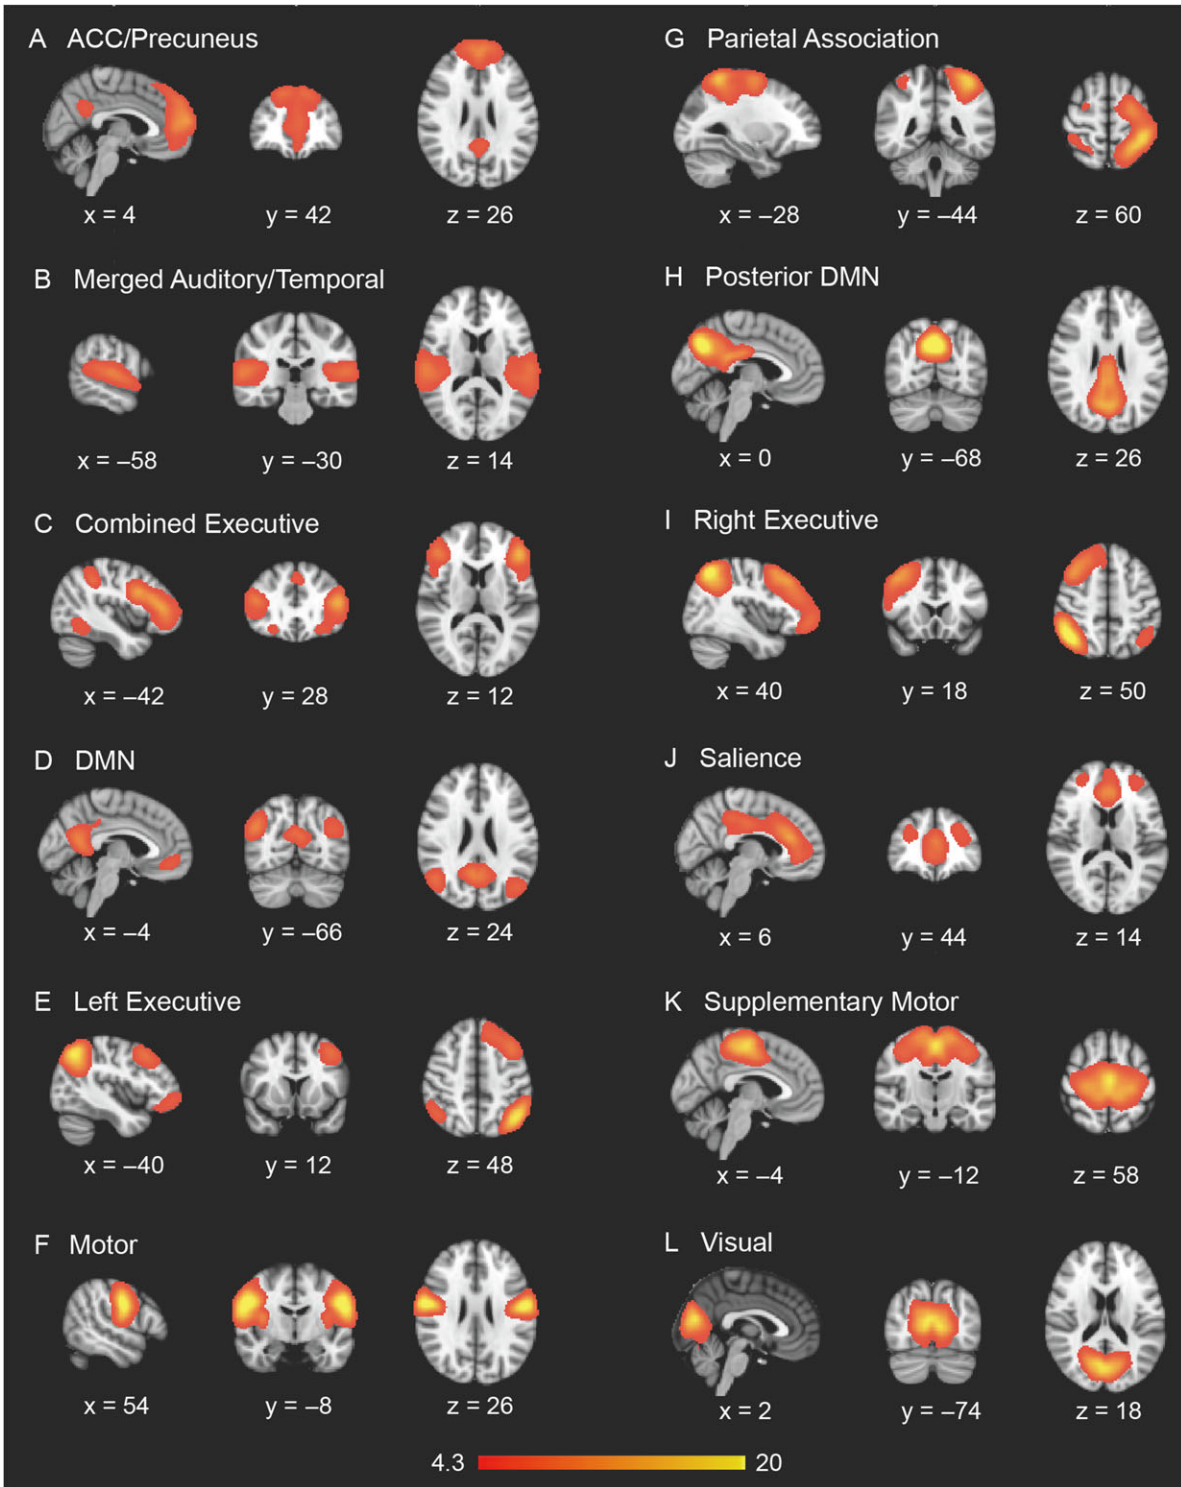 A ACC/Precuneus
x = 4 y = 42 z = 26
B Merged Auditory/Temporal
x = –58 y = –30 z = 14
C Combined Executive
x = –42 y = 28 z = 12
D DMN
x = –4 y = –66 z = 24
E Left Executive
x = –40 y = 12 z = 48
F Motor
x = 54 y = –8 z = 26
G Parietal Association
x = –28 y = –44 z = 60
H Posterior DMN
x = 0 y = –68 z = 26
I Right Executive
x = 40 y = 18 z = 50
J Salience
x = 6 y = 44 z = 14
K Supplementary Motor
x = –4 y = –12 z = 58
L Visual
x = 2 y = –74 z = 18
4.3 20